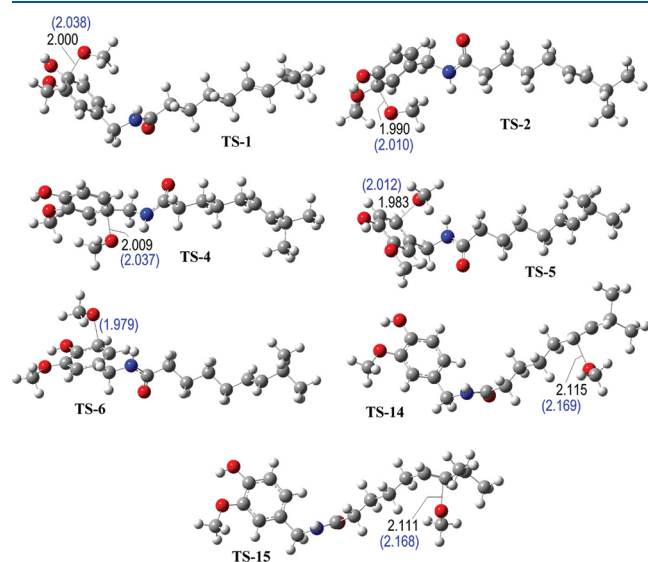 (2.038)
2.000
TS-1
1.990
(2.010)
TS-2
2.009
(2.037)
TS-4
(2.012)
1.983
TS-5
(1.979)
TS-6
TS-14
2.115
(2.169)
2.111
(2.168)
TS-15